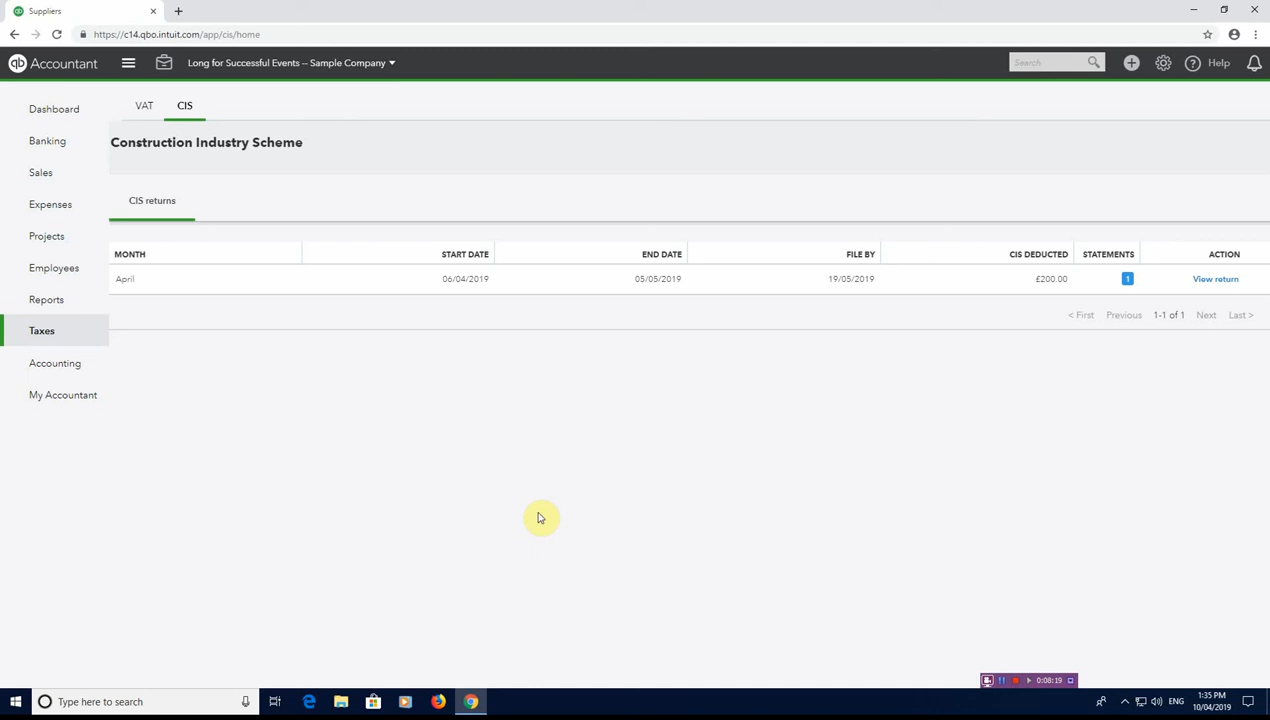 Suppliers
https://c14.qbo.intuit.com/app/cis/home
qb Accountant
Long for Successful Events -- Sample Company
Search
Help
Dashboard
Banking
Sales
Expenses
Projects
Employees
Reports
Taxes
Accounting
My Accountant
VAT CIS
Construction Industry Scheme
CIS returns
MONTH START DATE END DATE FILE BY CIS DEDUCTED STATEMENTS ACTION
April 06/04/2019 05/05/2019 19/05/2019 £200.00 1 View return
< First Previous 1-1 of 1 Next Last >
0:08:19
Type here to search
ENG
1:35 PM
10/04/2019